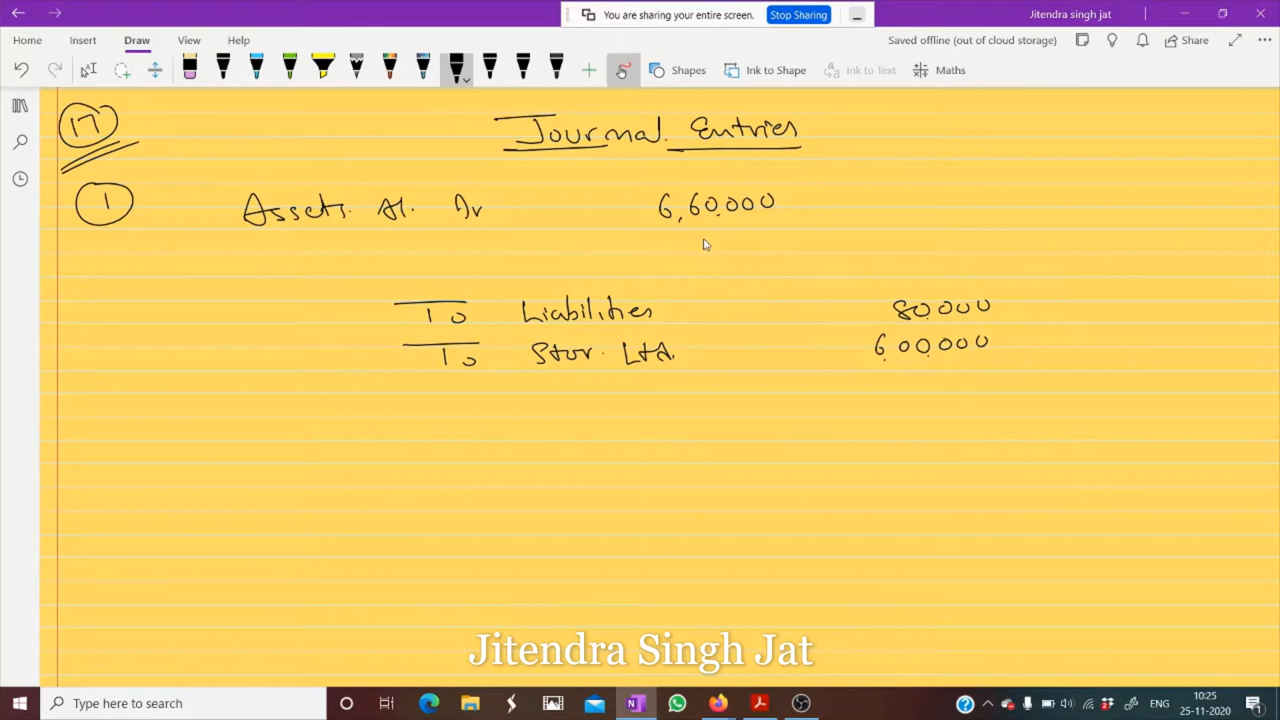 You are sharing your entire screen. Stop Sharing
Jitendra singh jat
Home Insert Draw View Help
Saved offline (out of cloud storage)
Share
Shapes
Ink to Shape
Ink to Text
Maths
17
Journal Entries
1
Assets A/. Dr 6,60,000
To Liabilities 80,000
To Star Ltd. 6,00,000
Jitendra Singh Jat
Type here to search
ENG
10:25
25-11-2020